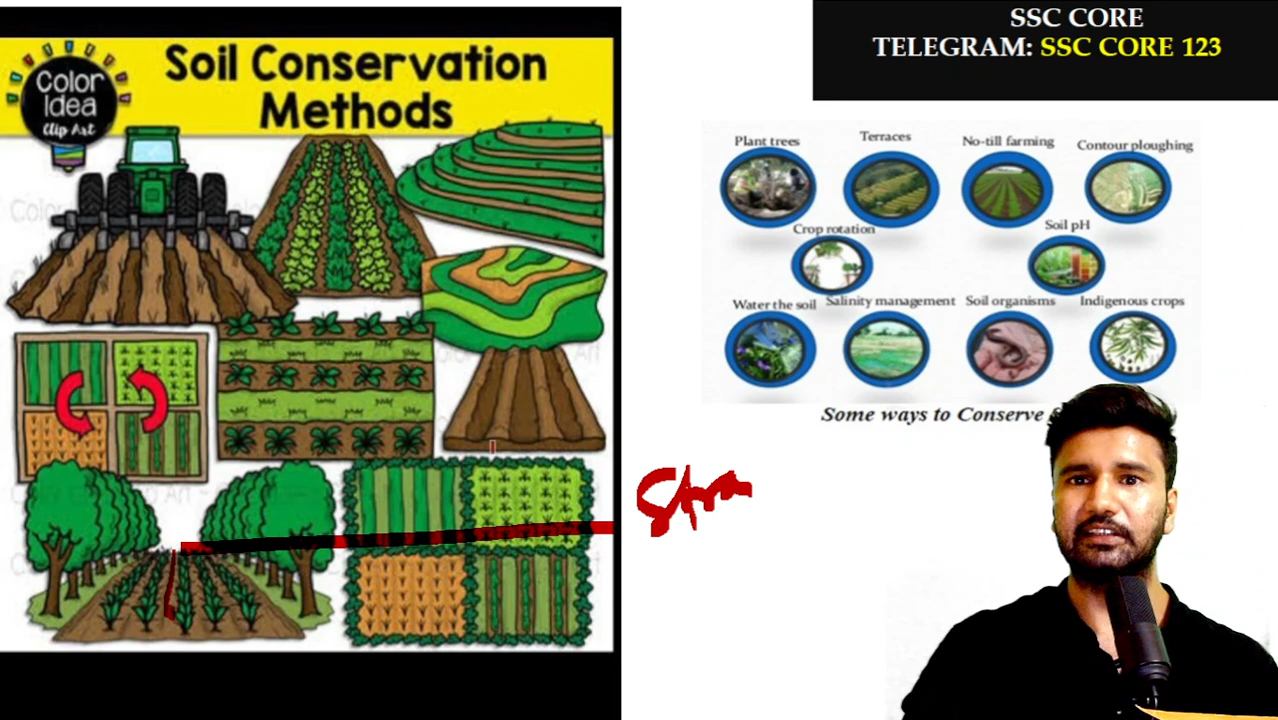 SSC CORE
TELEGRAM: SSC CORE 123
Color
Idea
Clip Art
Soil Conservation
Methods
Plant trees
Terraces
No-till farming
Contour ploughing
Crop rotation
Soil pH
Water the soil
Salinity management
Soil organisms
Indigenous crops
Some ways to Conserve
Stra